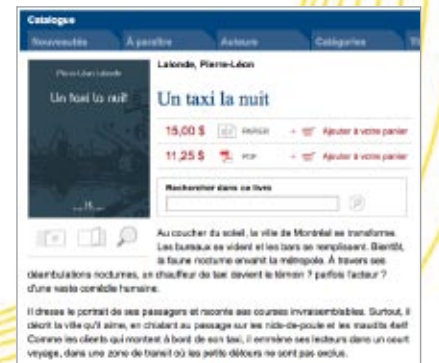 Catalogue
Nouveautés À paraître Auteurs Catégories
Pierre-Léon Lalonde
Un taxi la nuit
Lalonde, Pierre-Léon
Un taxi la nuit
15,00 $ PAPIER + Ajouter à votre panier
11,25 $ PDF + Ajouter à votre panier
Rechercher dans ce livre
Au coucher du soleil, la ville de Montréal se transforme.
Les bureaux se vident et les bars se remplissent. Bientôt,
la faune nocturne envahit la métropole. À travers ses
déambulations nocturnes, un chauffeur de taxi devient le témoin ? parfois l'acteur ?
d'une vaste comédie humaine.
Il dresse le portrait de ses passagers et raconte ses courses invraisemblables. Surtout, il
décrit la ville qu'il aime, en chialant au passage sur les nids-de-poule et les maudits
Comme les clients qui montent à bord de son taxi, il emmène ses lecteurs dans un court
voyage, dans une zone de transit où les petits détours ne sont pas exclus.